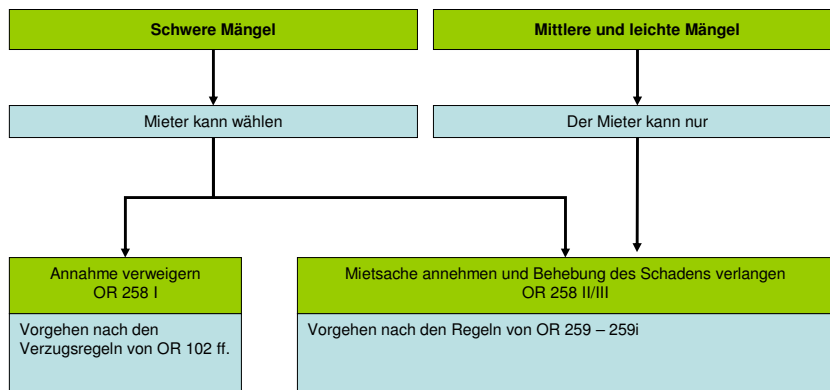 Schwere Mängel
Mittlere und leichte Mängel
Mieter kann wählen
Der Mieter kann nur
Annahme verweigern
OR 258 I
Mietsache annehmen und Behebung des Schadens verlangen
OR 258 II/III
Vorgehen nach den
Verzugsregeln von OR 102 ff.
Vorgehen nach den Regeln von OR 259 – 259i